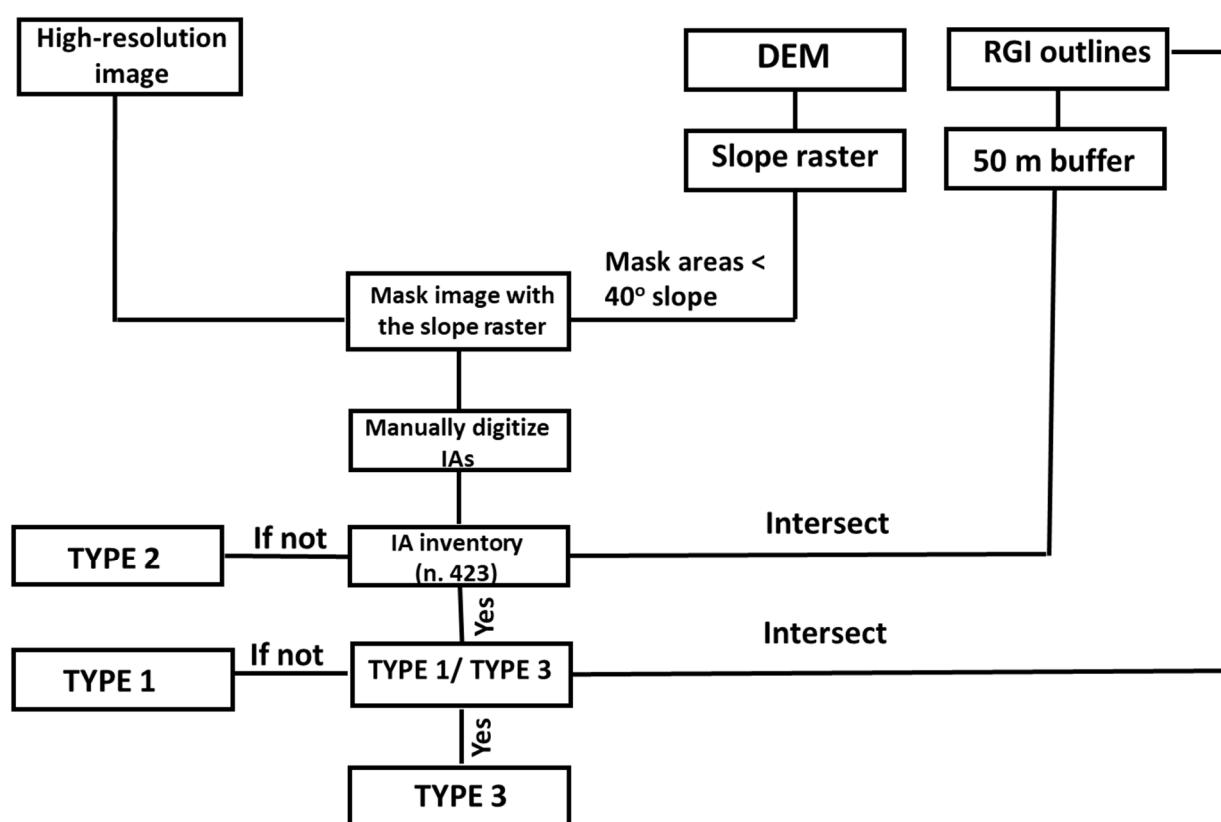 High-resolution
image
DEM
RGI outlines
Slope raster
50 m buffer
Mask areas <
40° slope
Mask image with
the slope raster
Manually digitize
IAs
Intersect
If not
TYPE 2
IA inventory
(n. 423)
Yes
Intersect
If not
TYPE 1
TYPE 1/ TYPE 3
Yes
TYPE 3